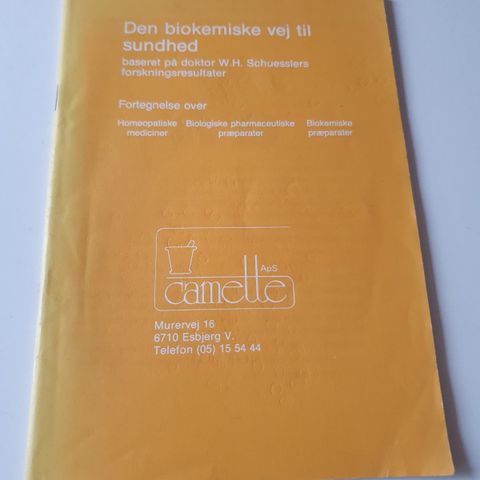 Den biokemiske vej til
sundhed
baseret på doktor W.H. Schuesslers
forskningsresultater
Fortegnelse over
Homøopatiske
mediciner
Biologiske pharmaceutiske
præparater
Biokemiske
præparater
ApS
camette
Murervej 16
6710 Esbjerg V.
Telefon (05) 15 54 44